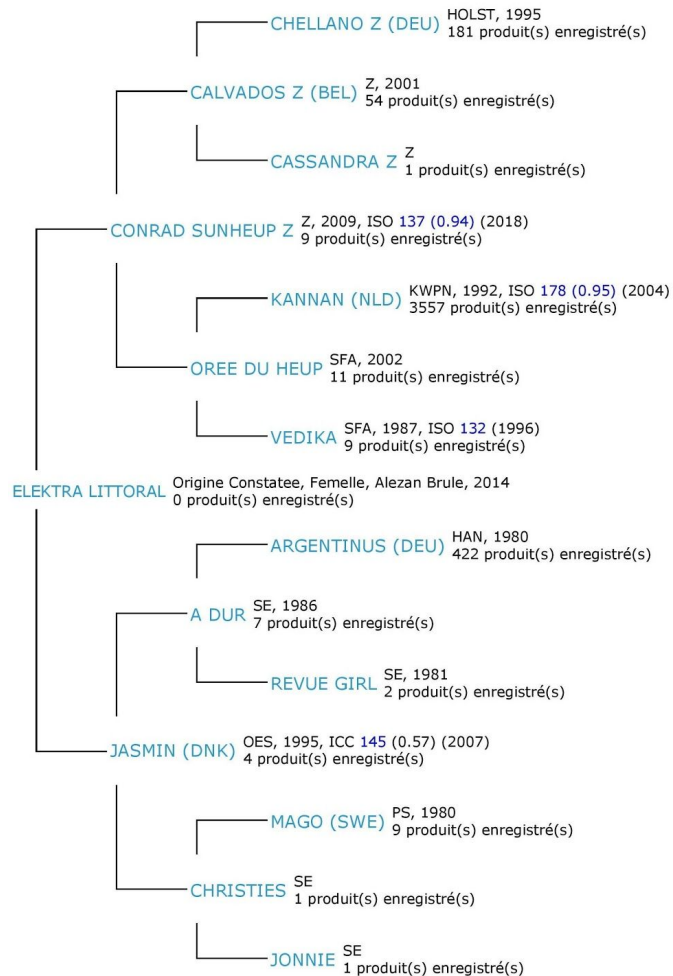 CHELLANO Z (DEU) HOLST, 1995
181 produit(s) enregistré(s)
CALVADOS Z (BEL) Z, 2001
54 produit(s) enregistré(s)
CASSANDRA Z Z
1 produit(s) enregistré(s)
CONRAD SUNHEUP Z Z, 2009, ISO 137 (0.94) (2018)
9 produit(s) enregistré(s)
KANNAN (NLD) KWPN, 1992, ISO 178 (0.95) (2004)
3557 produit(s) enregistré(s)
OREE DU HEUP SFA, 2002
11 produit(s) enregistré(s)
VEDIKA SFA, 1987, ISO 132 (1996)
9 produit(s) enregistré(s)
ELEKTRA LITTORAL Origine Constatee, Femelle, Alezan Brule, 2014
0 produit(s) enregistré(s)
ARGENTINUS (DEU) HAN, 1980
422 produit(s) enregistré(s)
A DUR SE, 1986
7 produit(s) enregistré(s)
REVUE GIRL SE, 1981
2 produit(s) enregistré(s)
JASMIN (DNK) OES, 1995, ICC 145 (0.57) (2007)
4 produit(s) enregistré(s)
MAGO (SWE) PS, 1980
9 produit(s) enregistré(s)
CHRISTIES SE
1 produit(s) enregistré(s)
JONNIE SE
1 produit(s) enregistré(s)